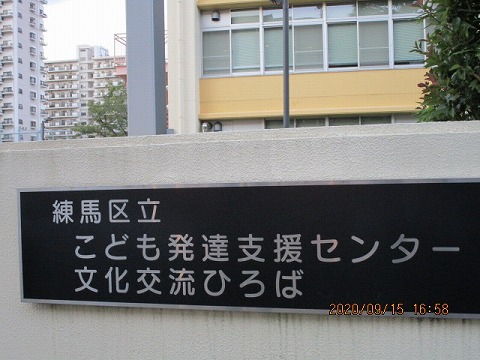 練馬区立
こども発達支援センター
文化交流ひろば
2020/09/15 16:58